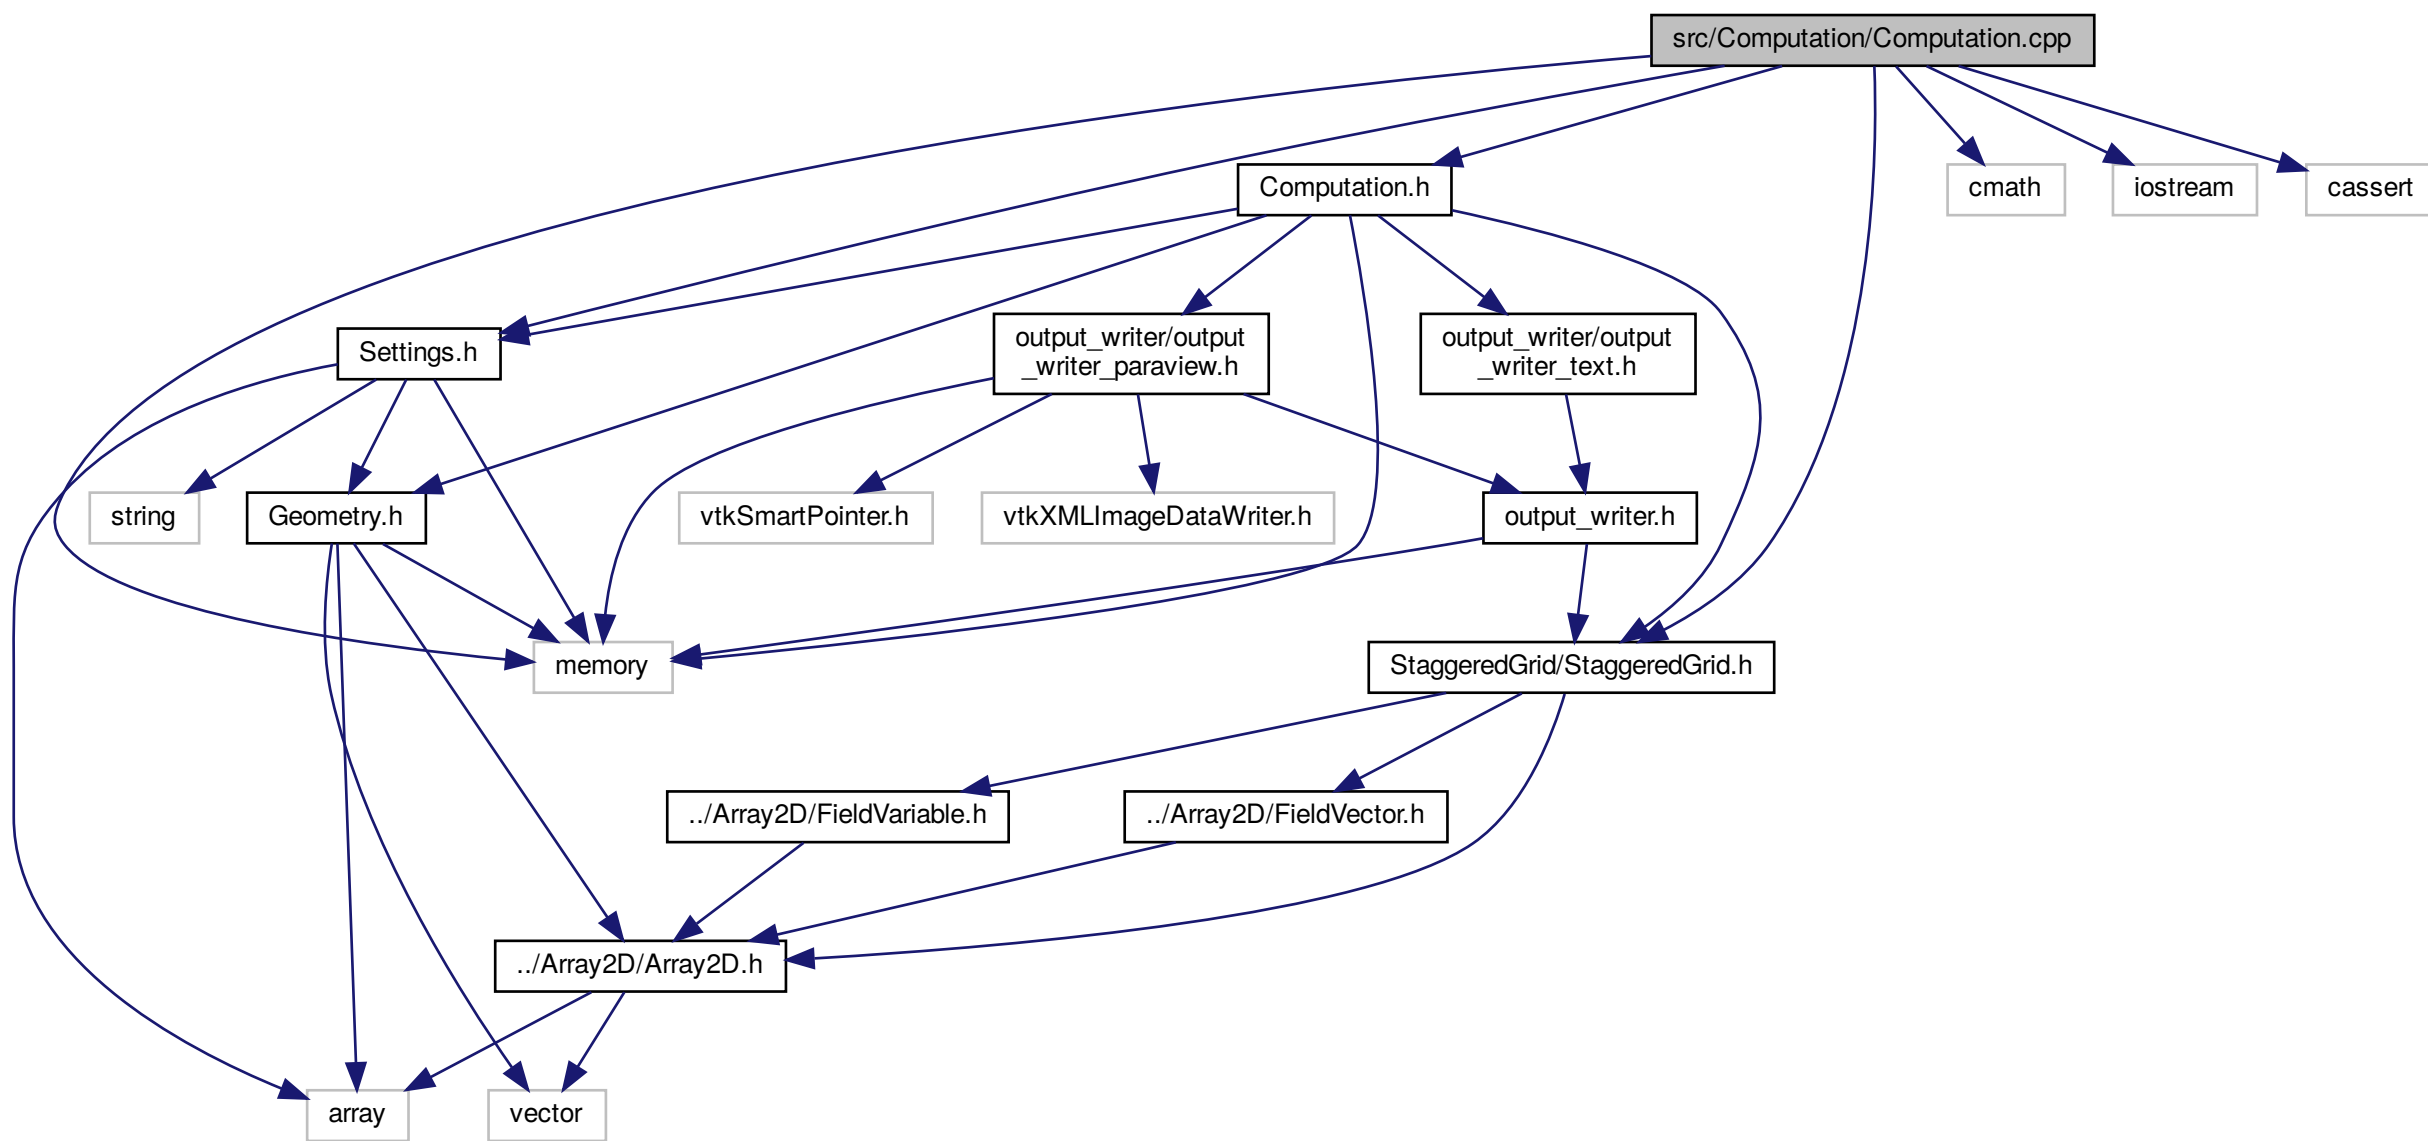 src/Computation/Computation.cpp
Computation.h
cmath
iostream
cassert
Settings.h
output_writer/output
_writer_paraview.h
output_writer/output
_writer_text.h
string
Geometry.h
vtkSmartPointer.h
vtkXMLImageDataWriter.h
output_writer.h
memory
StaggeredGrid/StaggeredGrid.h
../Array2D/FieldVariable.h
../Array2D/FieldVector.h
../Array2D/Array2D.h
array
vector